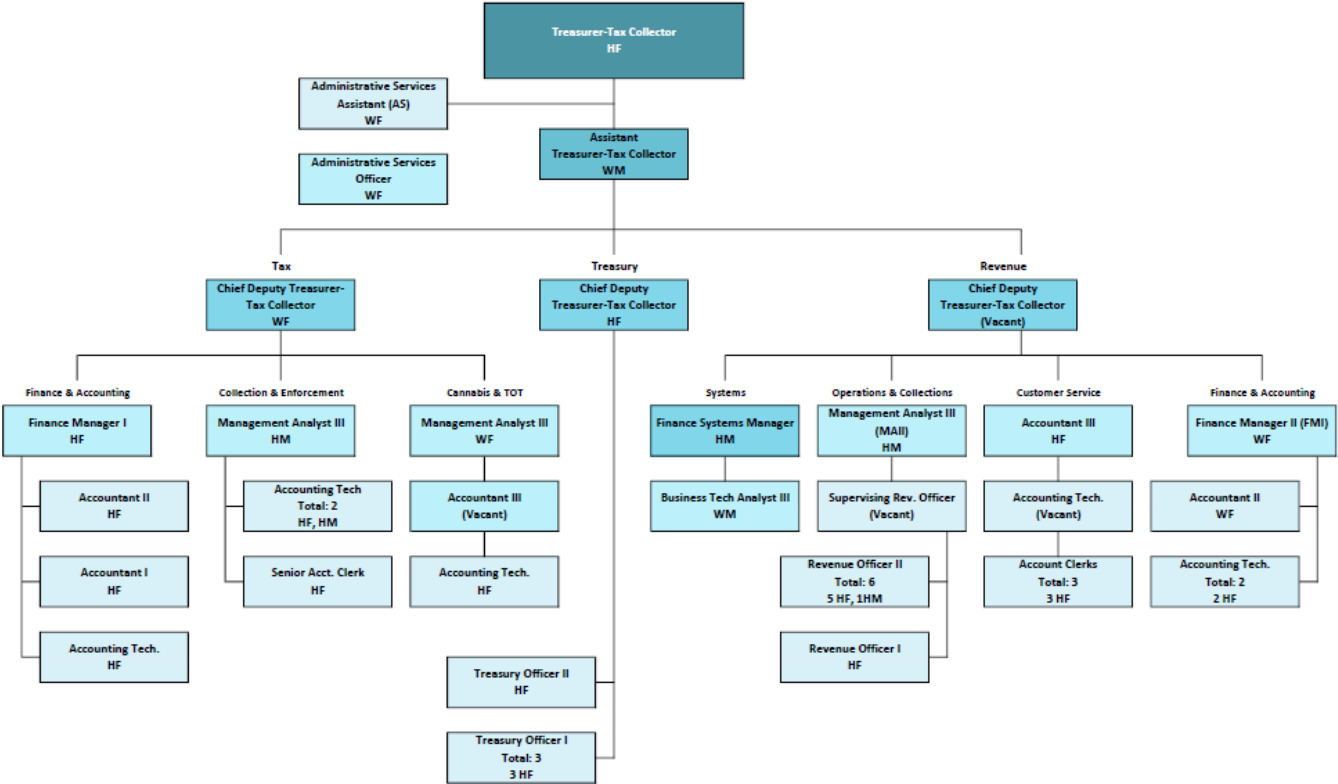 Treasurer-Tax Collector
HF
Administrative Services
Assistant (AS)
WF
Assistant
Treasurer-Tax Collector
WM
Administrative Services
Officer
WF
Tax
Chief Deputy Treasurer-
Tax Collector
WF
Treasury
Chief Deputy
Treasurer-Tax Collector
HF
Revenue
Chief Deputy
Treasurer-Tax Collector
(Vacant)
Finance & Accounting
Finance Manager I
HF
Accountant II
HF
Accountant I
HF
Accounting Tech.
HF
Collection & Enforcement
Management Analyst III
HM
Accounting Tech
Total: 2
HF, HM
Senior Acct. Clerk
HF
Cannabis & TOT
Management Analyst III
WF
Accountant III
(Vacant)
Accounting Tech.
HF
Treasury Officer II
HF
Treasury Officer I
Total: 3
3 HF
Systems
Finance Systems Manager
HM
Business Tech Analyst III
WM
Operations & Collections
Management Analyst III
(MAII)
HM
Supervising Rev. Officer
(Vacant)
Revenue Officer II
Total: 6
5 HF, 1HM
Revenue Officer I
HF
Customer Service
Accountant III
HF
Accounting Tech.
(Vacant)
Account Clerks
Total: 3
3 HF
Finance & Accounting
Finance Manager II (FMI)
WF
Accountant II
WF
Accounting Tech.
Total: 2
2 HF